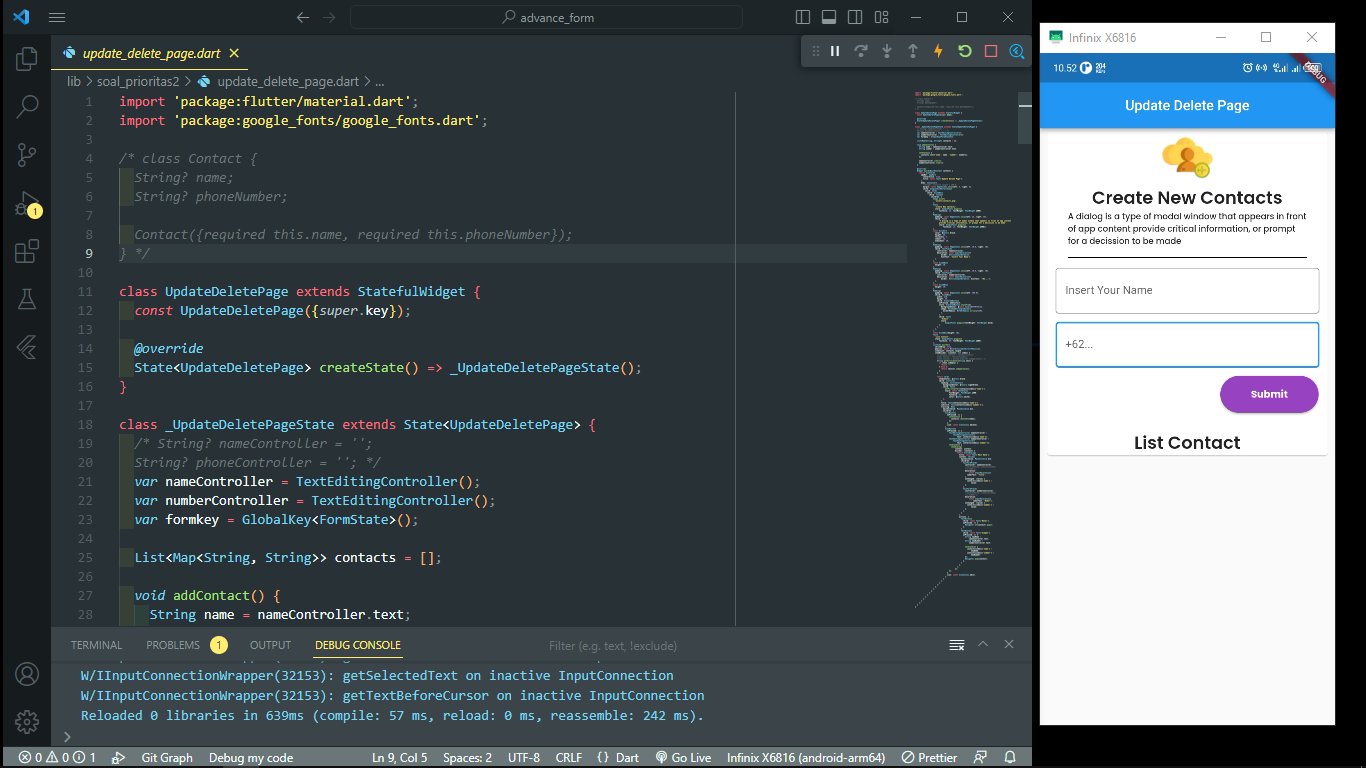 advance_form
update_delete_page.dart
lib > soal_prioritas2 > update_delete_page.dart > ...
1 import 'package:flutter/material.dart';
2 import 'package:google_fonts/google_fonts.dart';
3
4 /* class Contact {
5 String? name;
6 String? phoneNumber;
7
8 Contact({required this.name, required this.phoneNumber});
9 } */
10
11 class UpdateDeletePage extends StatefulWidget {
12 const UpdateDeletePage({super.key});
13
14 @override
15 State<UpdateDeletePage> createState() => _UpdateDeletePageState();
16 }
17
18 class _UpdateDeletePageState extends State<UpdateDeletePage> {
19 /* String? nameController = '';
20 String? phoneController = ''; */
21 var nameController = TextEditingController();
22 var numberController = TextEditingController();
23 var formkey = GlobalKey<FormState>();
24
25 List<Map<String, String>> contacts = [];
26
27 void addContact() {
28 String name = nameController.text;
1
TERMINAL PROBLEMS 1 OUTPUT DEBUG CONSOLE Filter (e.g. text, !exclude)
W/IInputConnectionWrapper(32153): getSelectedText on inactive InputConnection
W/IInputConnectionWrapper(32153): getTextBeforeCursor on inactive InputConnection
Reloaded 0 libraries in 639ms (compile: 57 ms, reload: 0 ms, reassemble: 242 ms).
0 0 1 Git Graph Debug my code Ln 9, Col 5 Spaces: 2 UTF-8 CRLF {} Dart Go Live Infinix X6816 (android-arm64) Prettier
Infinix X6816
10.52
DEBUG
Update Delete Page
Create New Contacts
A dialog is a type of modal window that appears in front
of app content provide critical information, or prompt
for a decission to be made
Insert Your Name
+62...
Submit
List Contact